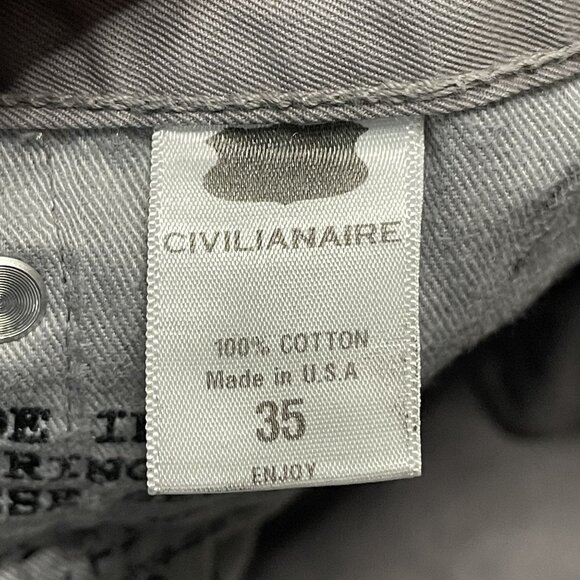 CIVILIANAIRE
100% COTTON
Made in U.S.A
35
ENJOY